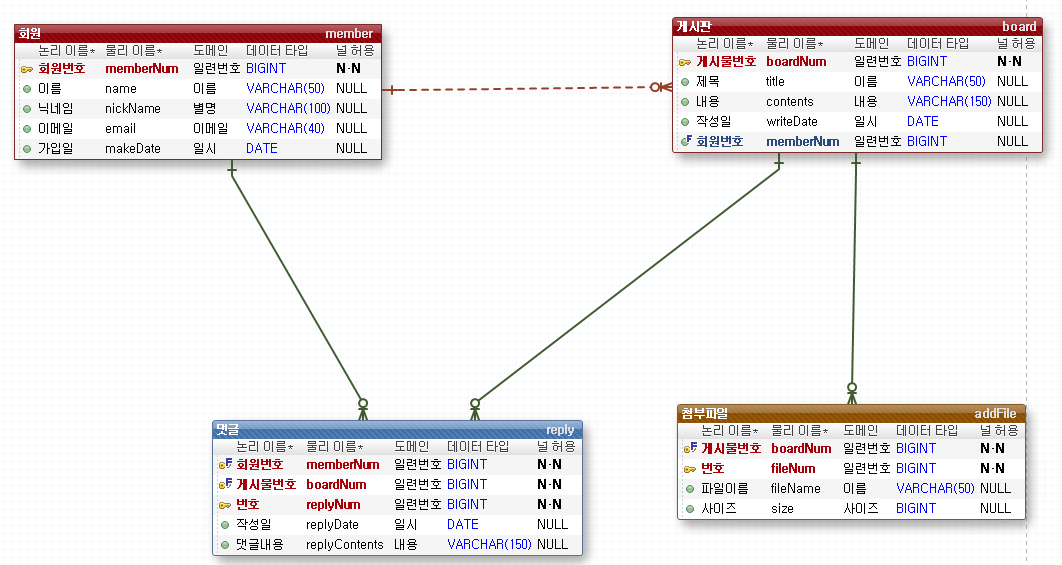 회원 member
논리 이름* 물리 이름* 도메인 데이터 타입 널 허용
회원번호 memberNum 일련번호 BIGINT N-N
이름 name 이름 VARCHAR(50) NULL
닉네임 nickName 별명 VARCHAR(100) NULL
이메일 email 이메일 VARCHAR(40) NULL
가입일 makeDate 일시 DATE NULL
게시판 board
논리 이름* 물리 이름* 도메인 데이터 타입 널 허용
게시물번호 boardNum 일련번호 BIGINT N-N
제목 title 이름 VARCHAR(50) NULL
내용 contents 내용 VARCHAR(150) NULL
작성일 writeDate 일시 DATE NULL
F 회원번호 memberNum 일련번호 BIGINT NULL
댓글 reply
논리 이름* 물리 이름* 도메인 데이터 타입 널 허용
F 회원번호 memberNum 일련번호 BIGINT N-N
F 게시물번호 boardNum 일련번호 BIGINT N-N
번호 replyNum 일련번호 BIGINT N-N
작성일 replyDate 일시 DATE NULL
댓글내용 replyContents 내용 VARCHAR(150) NULL
첨부파일 addFile
논리 이름* 물리 이름* 도메인 데이터 타입 널 허용
F 게시물번호 boardNum 일련번호 BIGINT N-N
번호 fileNum 일련번호 BIGINT N-N
파일이름 fileName 이름 VARCHAR(50) NULL
사이즈 size 사이즈 BIGINT NULL